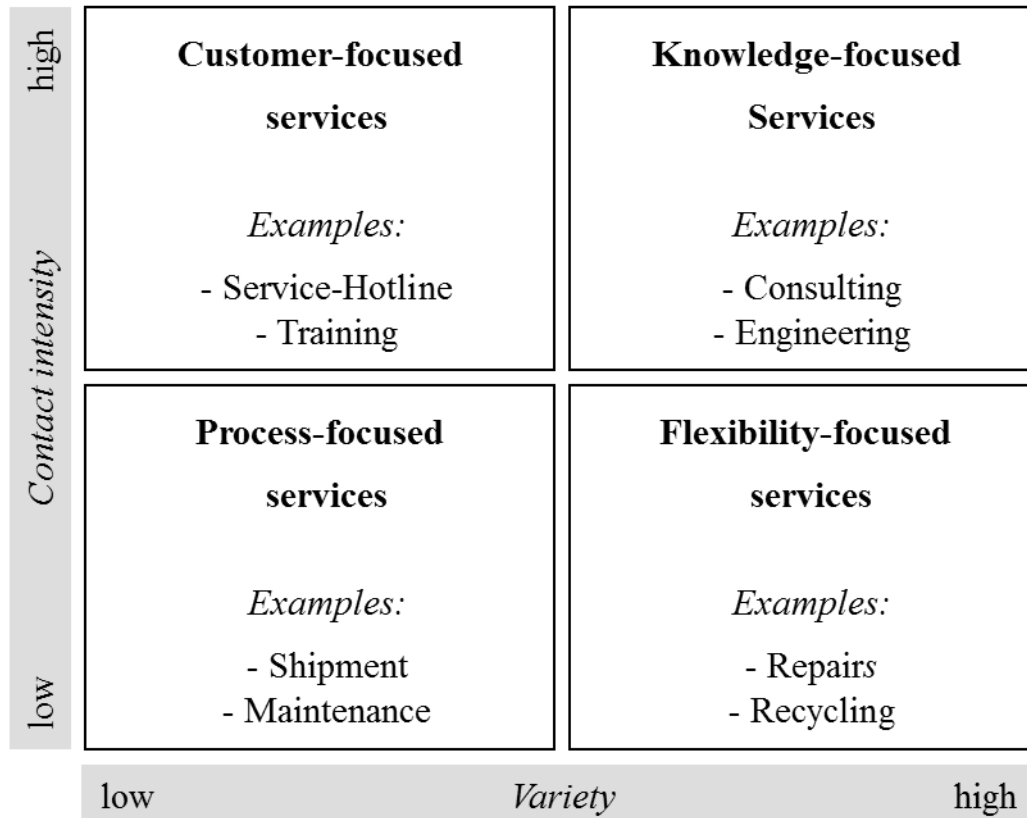 high
Contact intensity
low
Customer-focused
services
Examples:
- Service-Hotline
- Training
Knowledge-focused
Services
Examples:
- Consulting
- Engineering
Process-focused
services
Examples:
- Shipment
- Maintenance
Flexibility-focused
services
Examples:
- Repairs
- Recycling
low Variety high